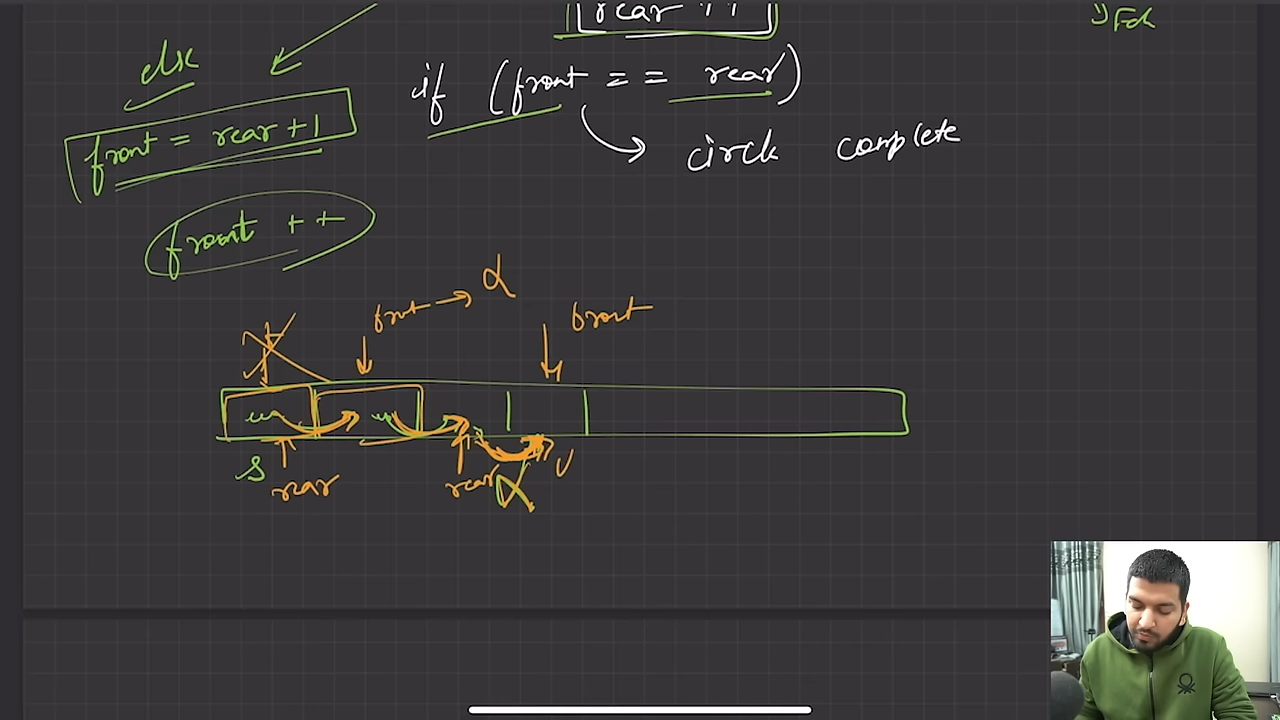 rear ++
else
if (front == rear)
front = rear + 1
circle complete
front ++
front → α
front
S
rear
rear